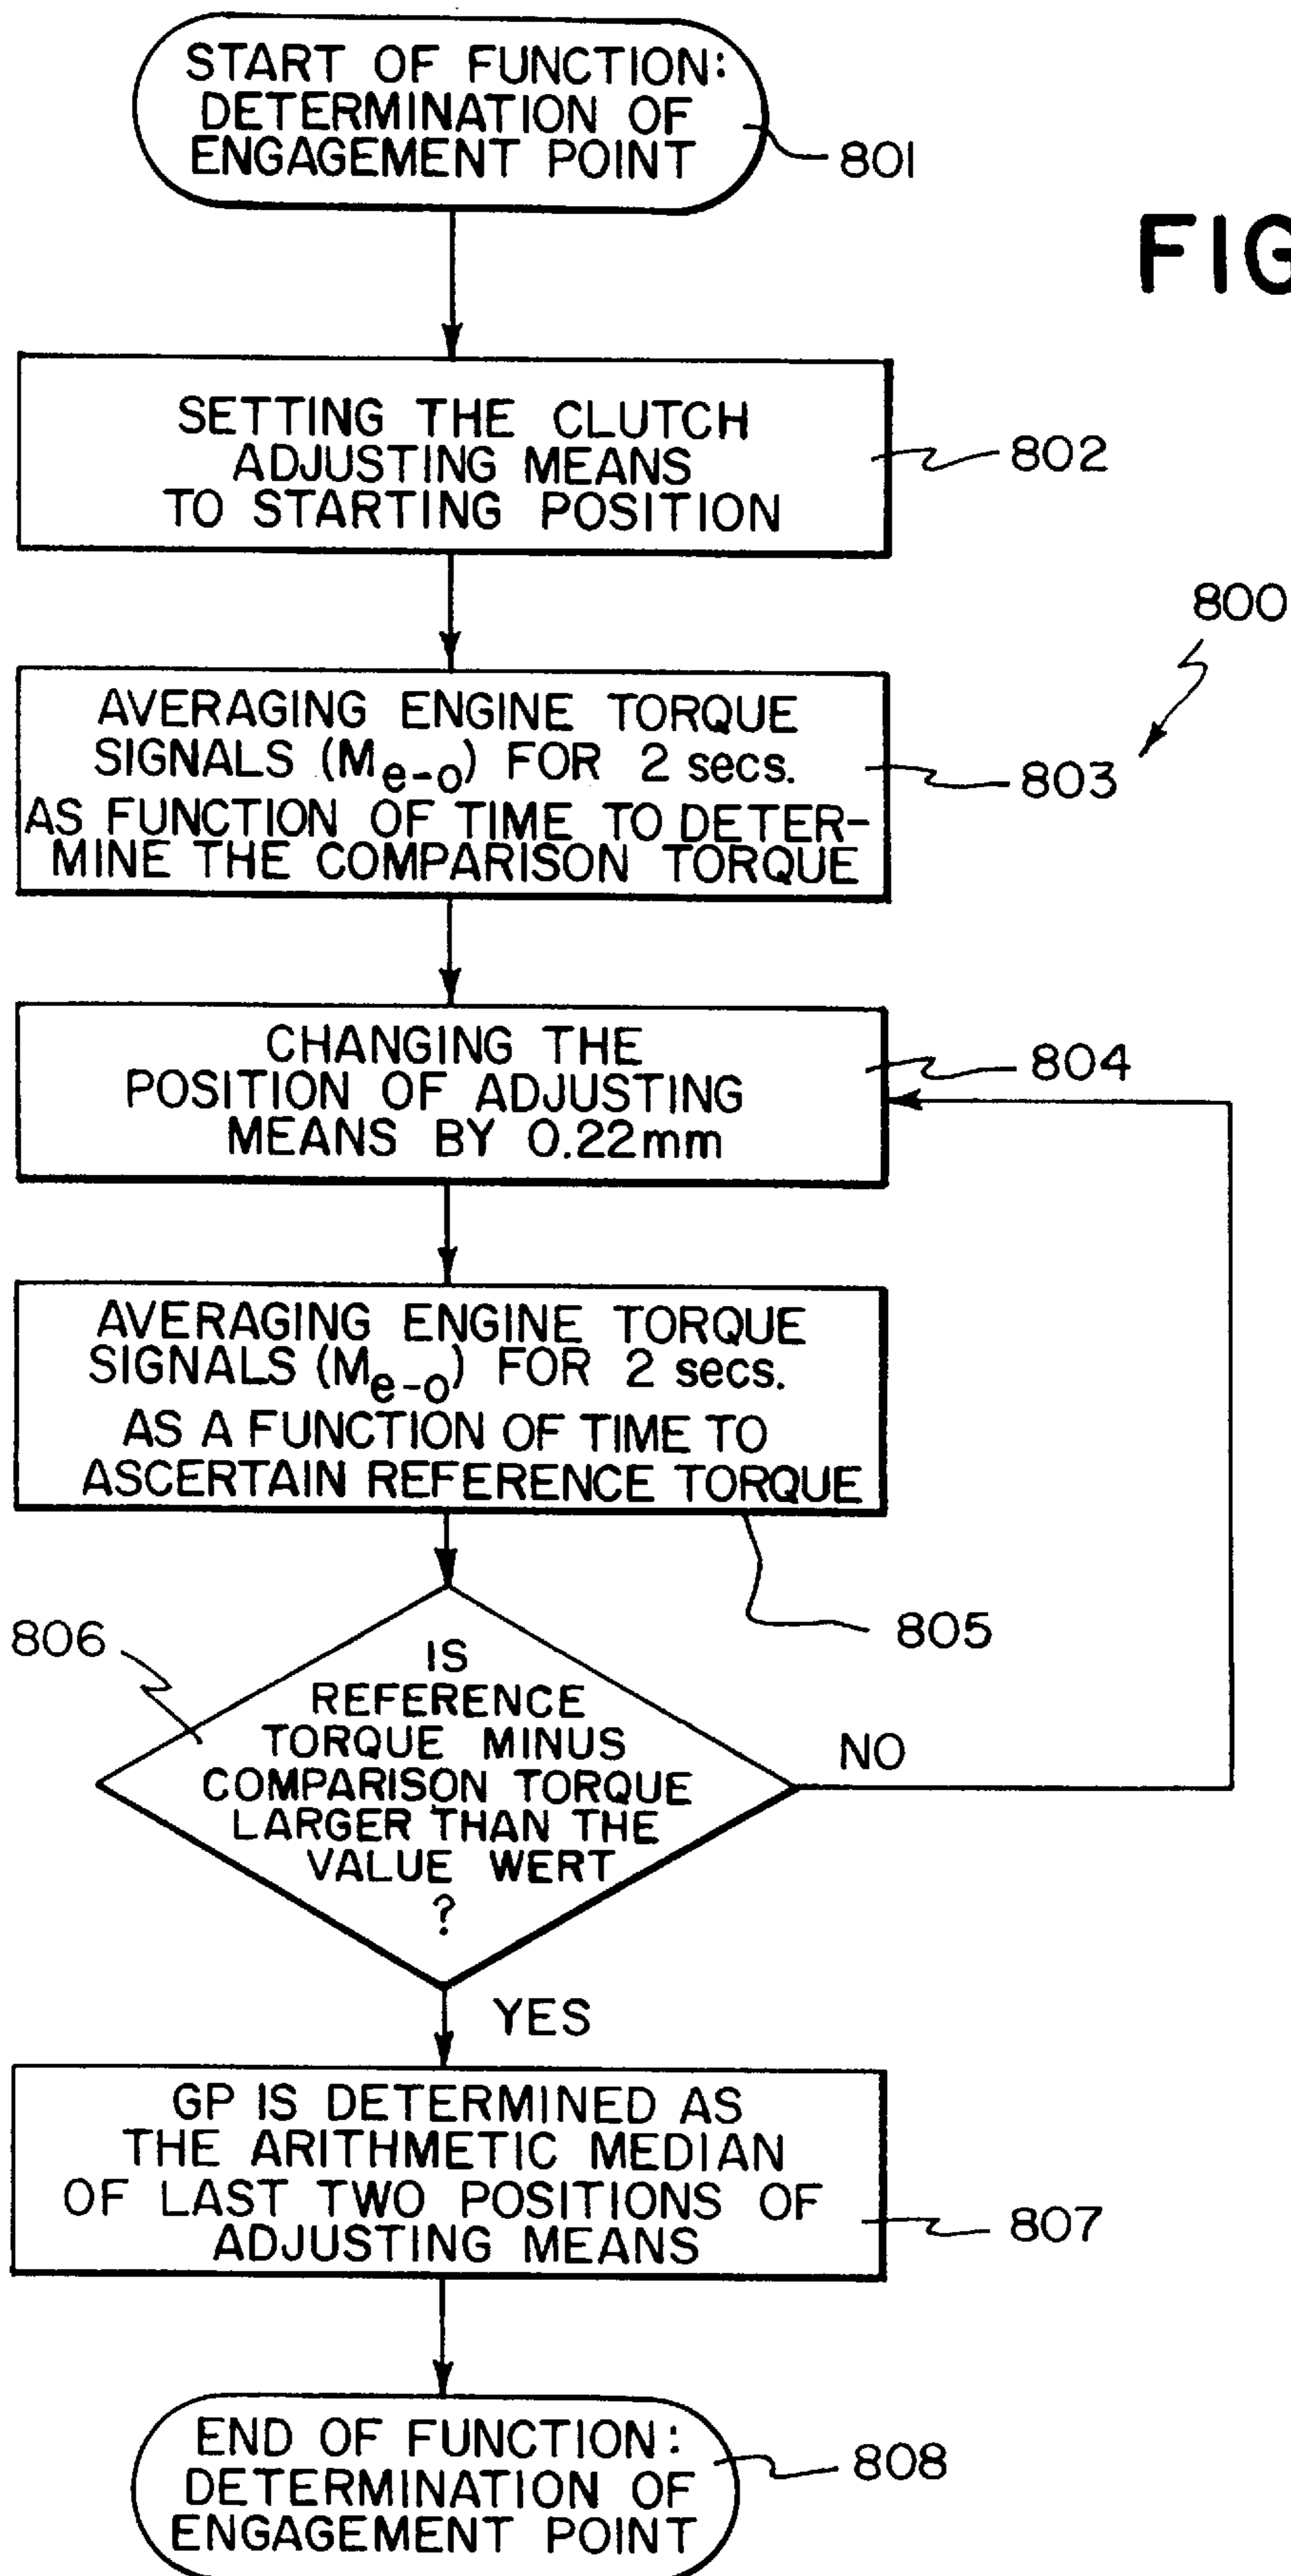 START OF FUNCTION:
DETERMINATION OF
ENGAGEMENT POINT
801
FIG
SETTING THE CLUTCH
ADJUSTING MEANS
TO STARTING POSITION
802
800
AVERAGING ENGINE TORQUE
SIGNALS (Me-o) FOR 2 secs.
AS FUNCTION OF TIME TO DETER-
MINE THE COMPARISON TORQUE
803
CHANGING THE
POSITION OF ADJUSTING
MEANS BY 0.22mm
804
AVERAGING ENGINE TORQUE
SIGNALS (Me-o) FOR 2 secs.
AS A FUNCTION OF TIME TO
ASCERTAIN REFERENCE TORQUE
805
806
IS
REFERENCE
TORQUE MINUS
COMPARISON TORQUE
LARGER THAN THE
VALUE WERT
?
NO
YES
GP IS DETERMINED AS
THE ARITHMETIC MEDIAN
OF LAST TWO POSITIONS OF
ADJUSTING MEANS
807
END OF FUNCTION:
DETERMINATION OF
ENGAGEMENT POINT
808